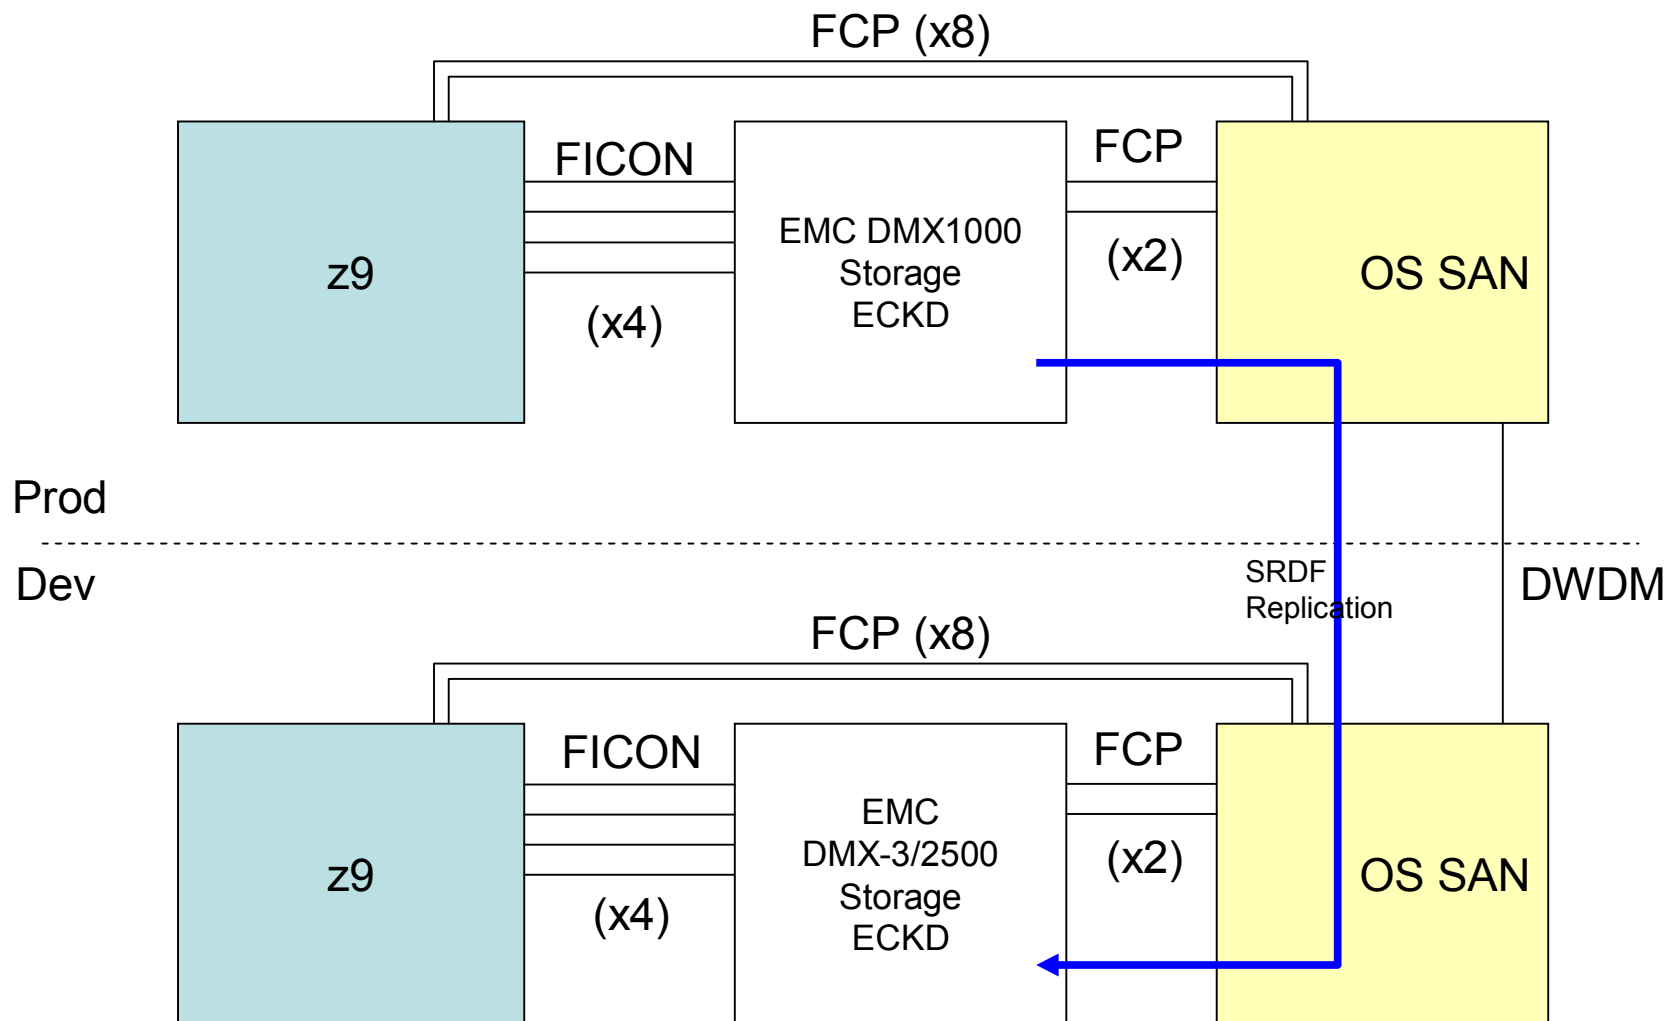 FCP (x8)
FICON
FCP
z9
(x4)
EMC DMX1000
Storage
ECKD
(x2)
OS SAN
Prod
Dev
SRDF
Replication
DWDM
FCP (x8)
FICON
FCP
z9
(x4)
EMC
DMX-3/2500
Storage
ECKD
(x2)
OS SAN